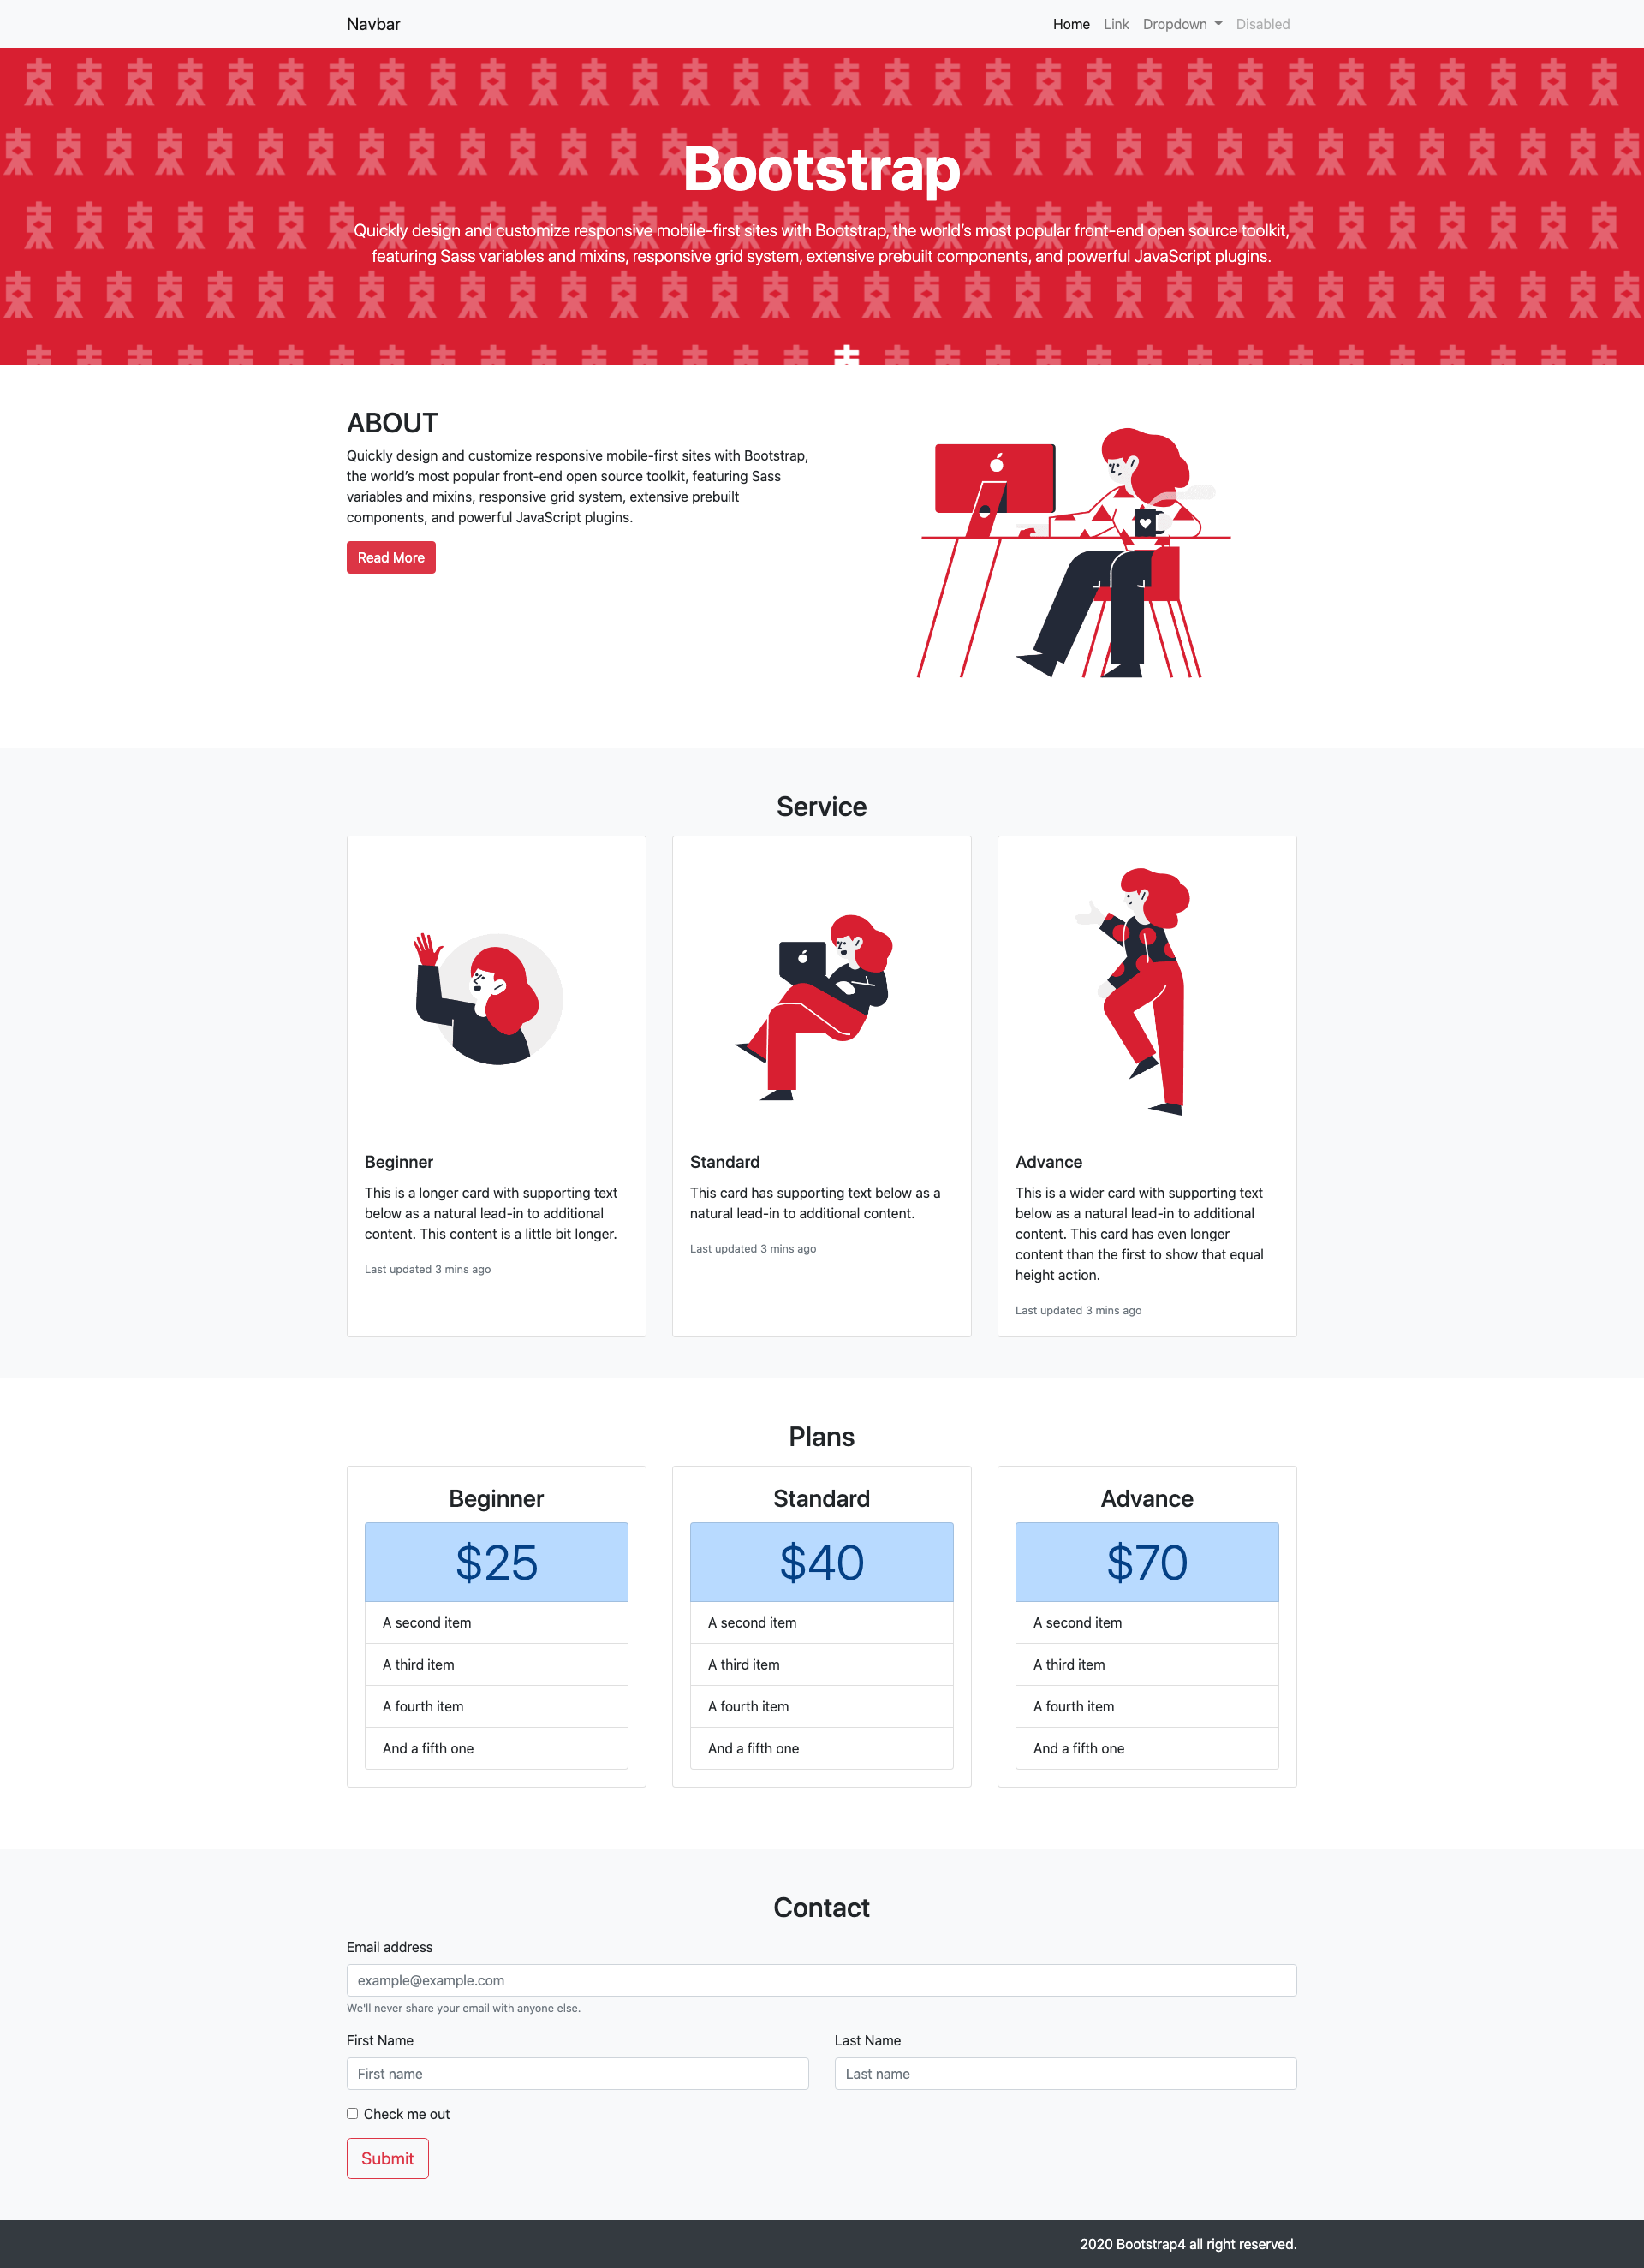 Navbar
Home
Link
Dropdown
Disabled
Bootstrap
Quickly design and customize responsive mobile-first sites with Bootstrap, the world’s most popular front-end open source toolkit,
featuring Sass variables and mixins, responsive grid system, extensive prebuilt components, and powerful JavaScript plugins.
ABOUT
Quickly design and customize responsive mobile-first sites with Bootstrap,
the world’s most popular front-end open source toolkit, featuring Sass
variables and mixins, responsive grid system, extensive prebuilt
components, and powerful JavaScript plugins.
Read More
Service
Beginner
This is a longer card with supporting text
below as a natural lead-in to additional
content. This content is a little bit longer.
Last updated 3 mins ago
Standard
This card has supporting text below as a
natural lead-in to additional content.
Last updated 3 mins ago
Advance
This is a wider card with supporting text
below as a natural lead-in to additional
content. This card has even longer
content than the first to show that equal
height action.
Last updated 3 mins ago
Plans
Beginner
$25
A second item
A third item
A fourth item
And a fifth one
Standard
$40
A second item
A third item
A fourth item
And a fifth one
Advance
$70
A second item
A third item
A fourth item
And a fifth one
Contact
Email address
example@example.com
We'll never share your email with anyone else.
First Name
First name
Last Name
Last name
Check me out
Submit
2020 Bootstrap4 all right reserved.